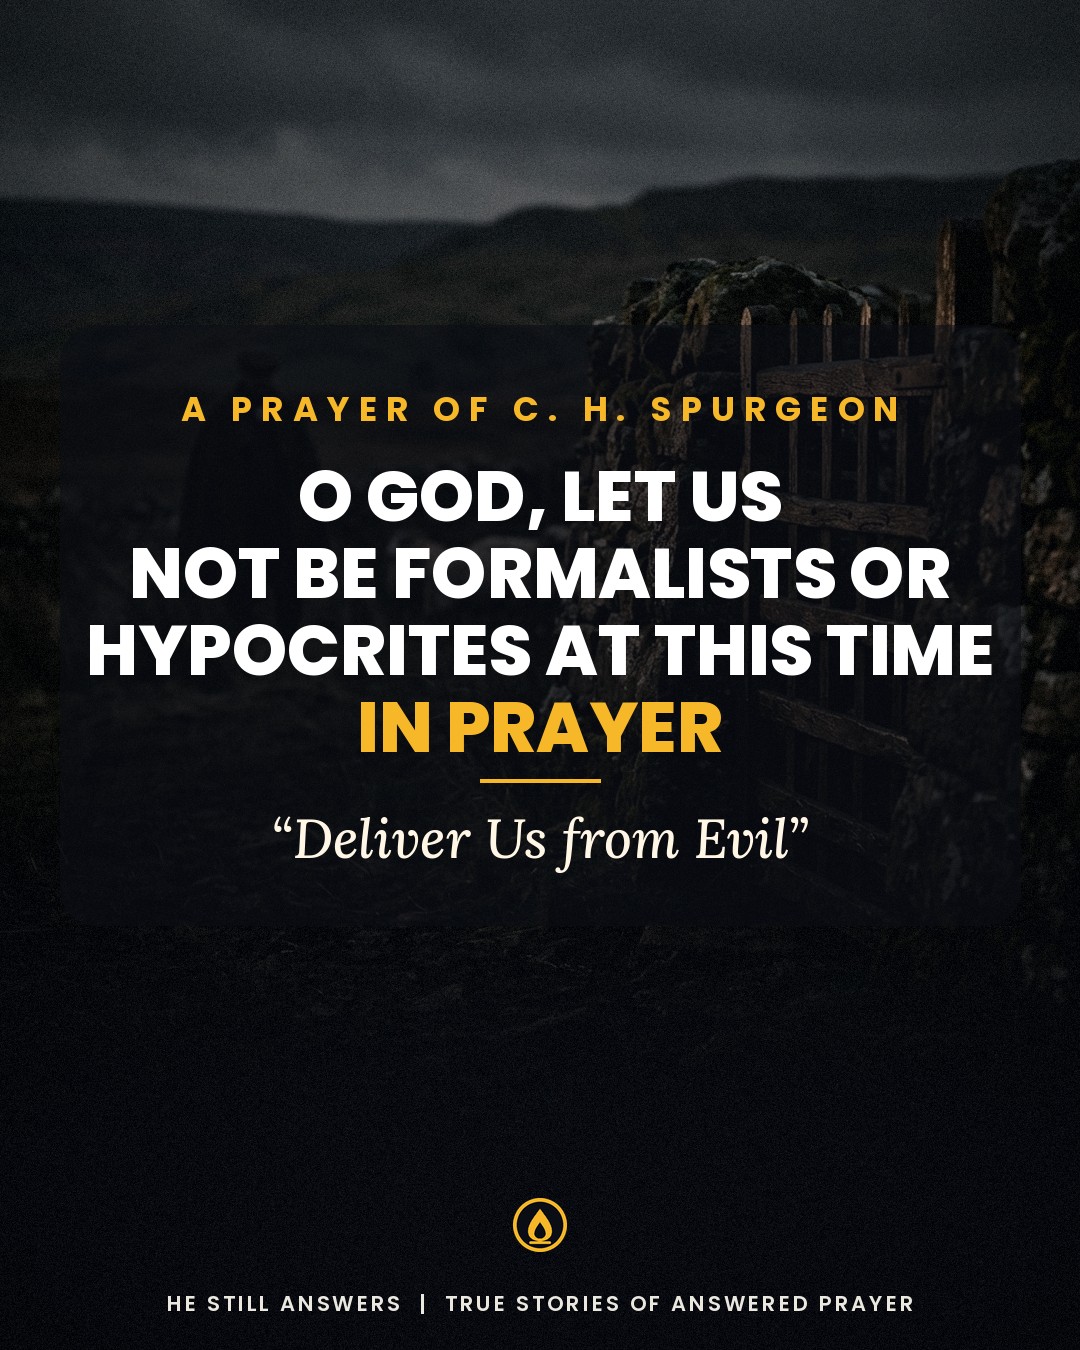 A PRAYER OF C. H. SPURGEON
O GOD, LET US
NOT BE FORMALISTS OR
HYPOCRITES AT THIS TIME
IN PRAYER
“Deliver Us from Evil”
HE STILL ANSWERS | TRUE STORIES OF ANSWERED PRAYER